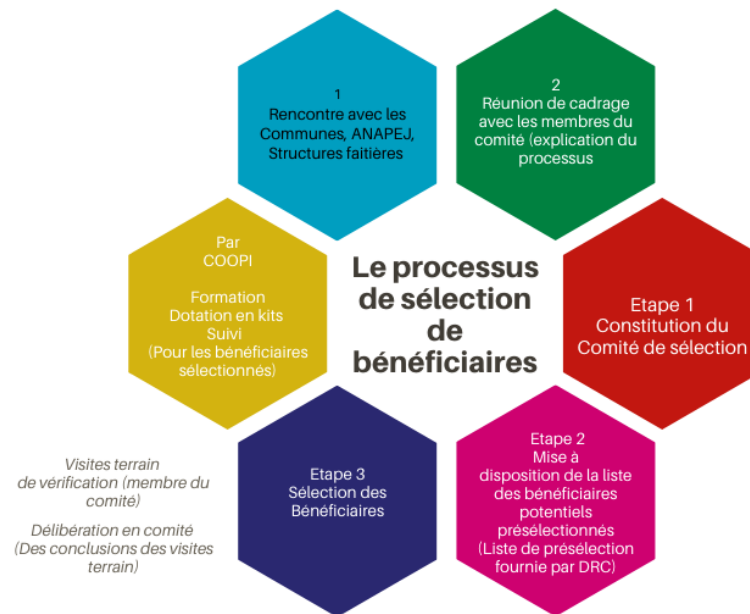 1
Rencontre avec les
Communes, ANAPEJ,
Structures faitières
2
Réunion de cadrage
avec les membres du
comité (explication du
processus
Le processus
de sélection
de
bénéficiaires
Etape 1
Constitution du
Comité de sélection
Etape 2
Mise à
disposition de la liste
des bénéficiaires
potentiels
présélectionnés
(Liste de présélection
fournie par DRC)
Etape 3
Sélection des
Bénéficiaires
Visites terrain
de vérification (membre du
comité)
Délibération en comité
(Des conclusions des visites
terrain)
Par
COOPI
Formation
Dotation en kits
Suivi
(Pour les bénéficiaires
sélectionnés)